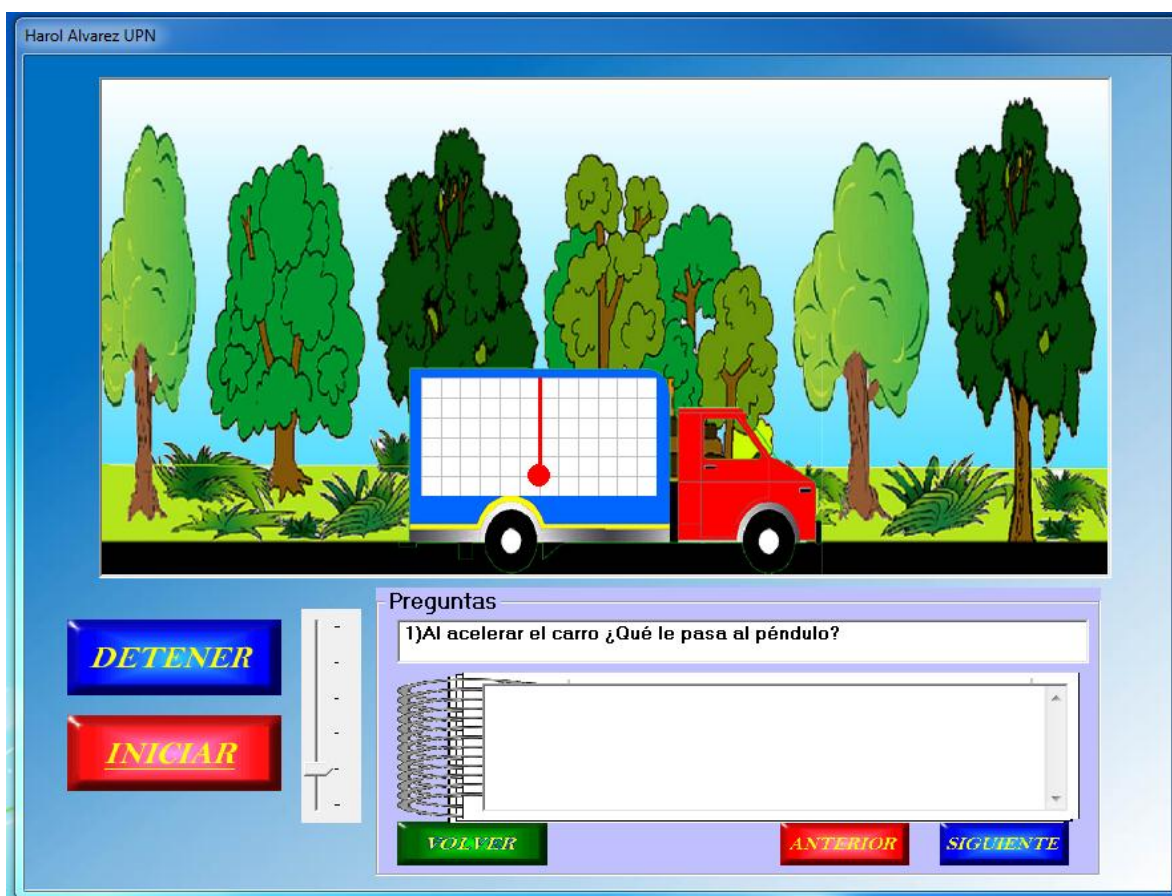 Harol Alvarez UPN
DETENER
INICIAR
Preguntas
1)Al acelerar el carro ¿Qué le pasa al péndulo?
VOLVER
ANTERIOR
SIGUIENTE